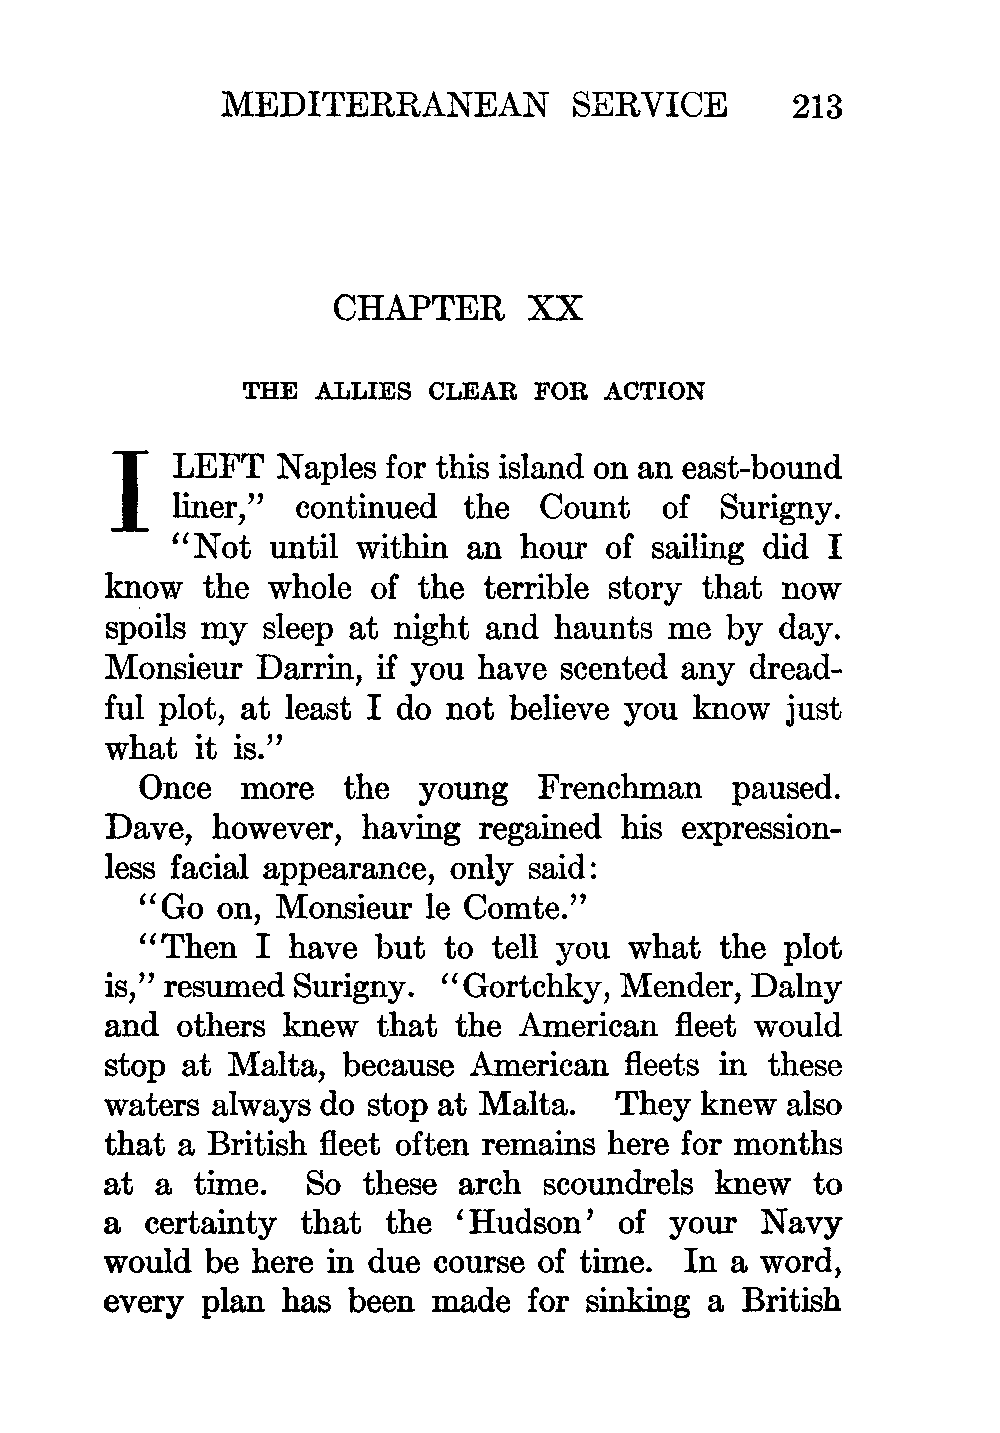 MEDITERRANEAN SERVICE 213
CHAPTER XX
THE ALLIES CLEAR FOR ACTION
I LEFT Naples for this island on an east-bound
liner,” continued the Count of Surigny.
“Not until within an hour of sailing did I
know the whole of the terrible story that now
spoils my sleep at night and haunts me by day.
Monsieur Darrin, if you have scented any dread-
ful plot, at least I do not believe you know just
what it is.”
Once more the young Frenchman paused.
Dave, however, having regained his expression-
less facial appearance, only said:
“Go on, Monsieur le Comte.”
“Then I have but to tell you what the plot
is,” resumed Surigny. “Gortchky, Mender, Dalny
and others knew that the American fleet would
stop at Malta, because American fleets in these
waters always do stop at Malta. They knew also
that a British fleet often remains here for months
at a time. So these arch scoundrels knew to
a certainty that the ‘Hudson’ of your Navy
would be here in due course of time. In a word,
every plan has been made for sinking a British